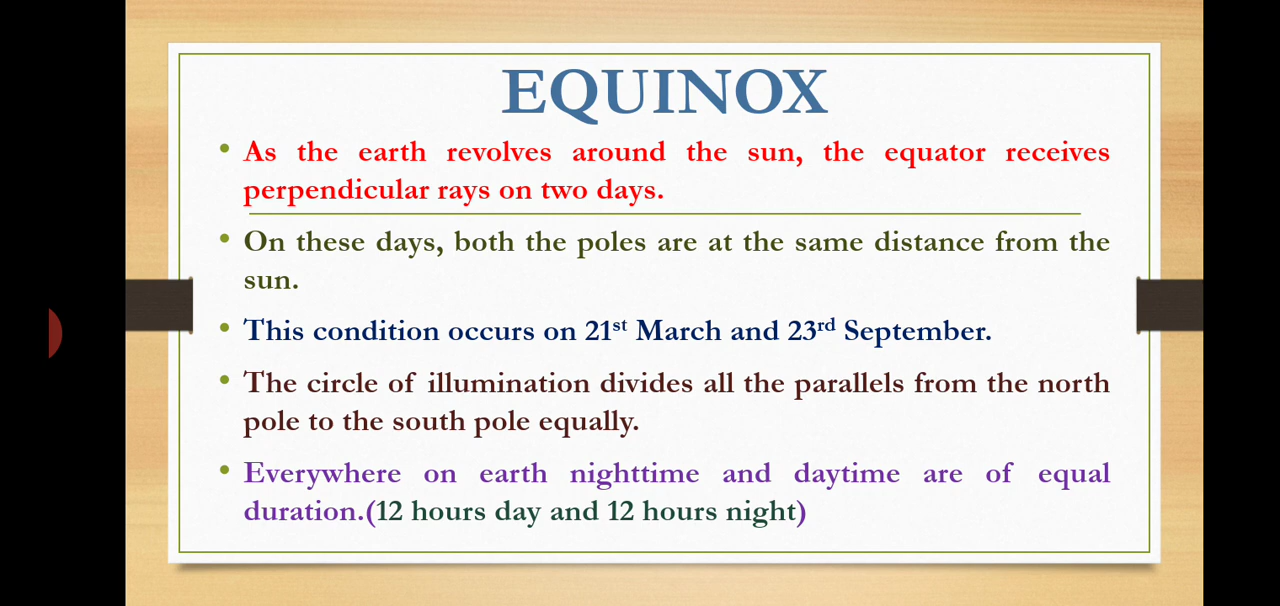 EQUINOX
• As the earth revolves around the sun, the equator receives
perpendicular rays on two days.
• On these days, both the poles are at the same distance from the
sun.
• This condition occurs on 21st March and 23rd September.
• The circle of illumination divides all the parallels from the north
pole to the south pole equally.
• Everywhere on earth nighttime and daytime are of equal
duration.(12 hours day and 12 hours night)